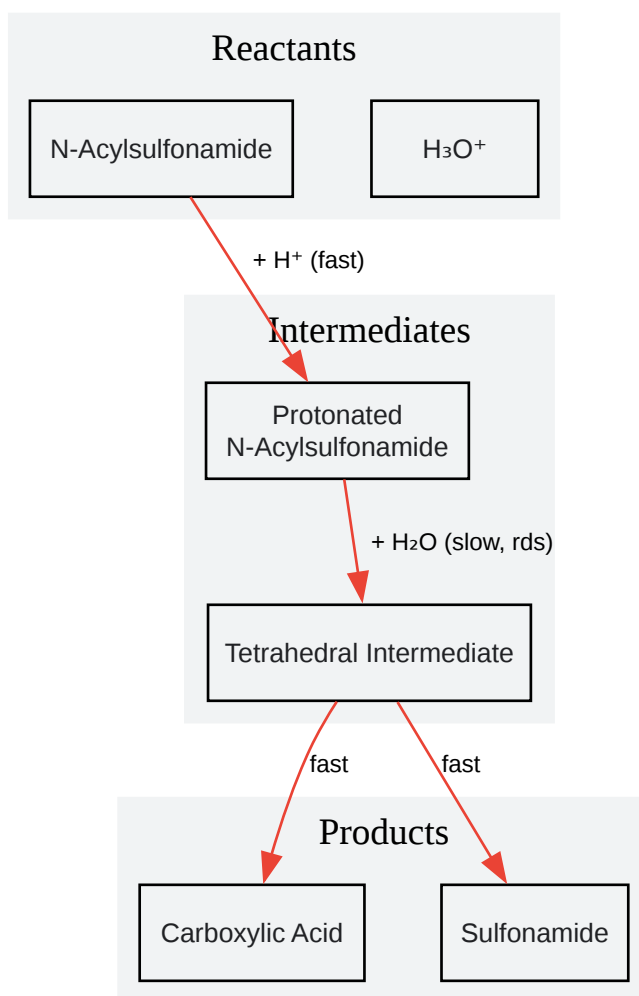 Reactants
N-Acylsulfonamide
H₃O⁺
+ H⁺ (fast)
Intermediates
Protonated
N-Acylsulfonamide
+ H₂O (slow, rds)
Tetrahedral Intermediate
fast
fast
Products
Carboxylic Acid
Sulfonamide